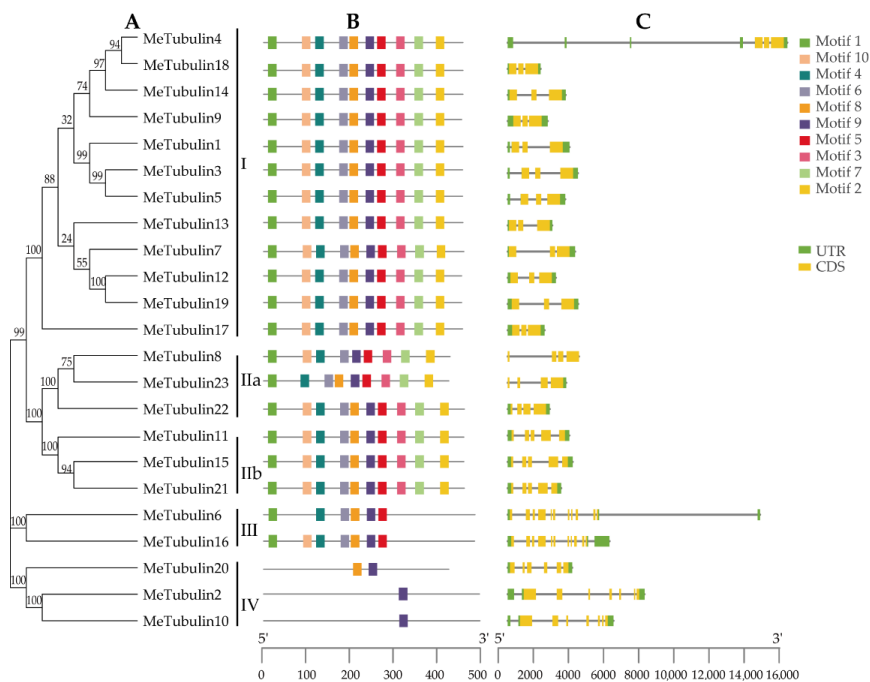 A B C
94 MeTubulin4 Motif 1
97 MeTubulin18 Motif 10
74 MeTubulin14 Motif 4
32 MeTubulin9 Motif 6
99 MeTubulin1 Motif 8
99 MeTubulin3 I Motif 9
88 MeTubulin5 Motif 5
24 MeTubulin13 Motif 3
55 MeTubulin7 Motif 7
100 MeTubulin12 Motif 2
100 MeTubulin19 UTR
99 MeTubulin17 CDS
75 MeTubulin8
100 MeTubulin23 IIa
100 MeTubulin22
100 MeTubulin11
94 MeTubulin15 IIb
MeTubulin21
100 MeTubulin6
MeTubulin16 III
100 MeTubulin20
100 MeTubulin2 IV
MeTubulin10
5' 3' 5' 3'
0 100 200 300 400 500 0 2000 4000 6000 8000 10,000 12,000 14,000 16,000